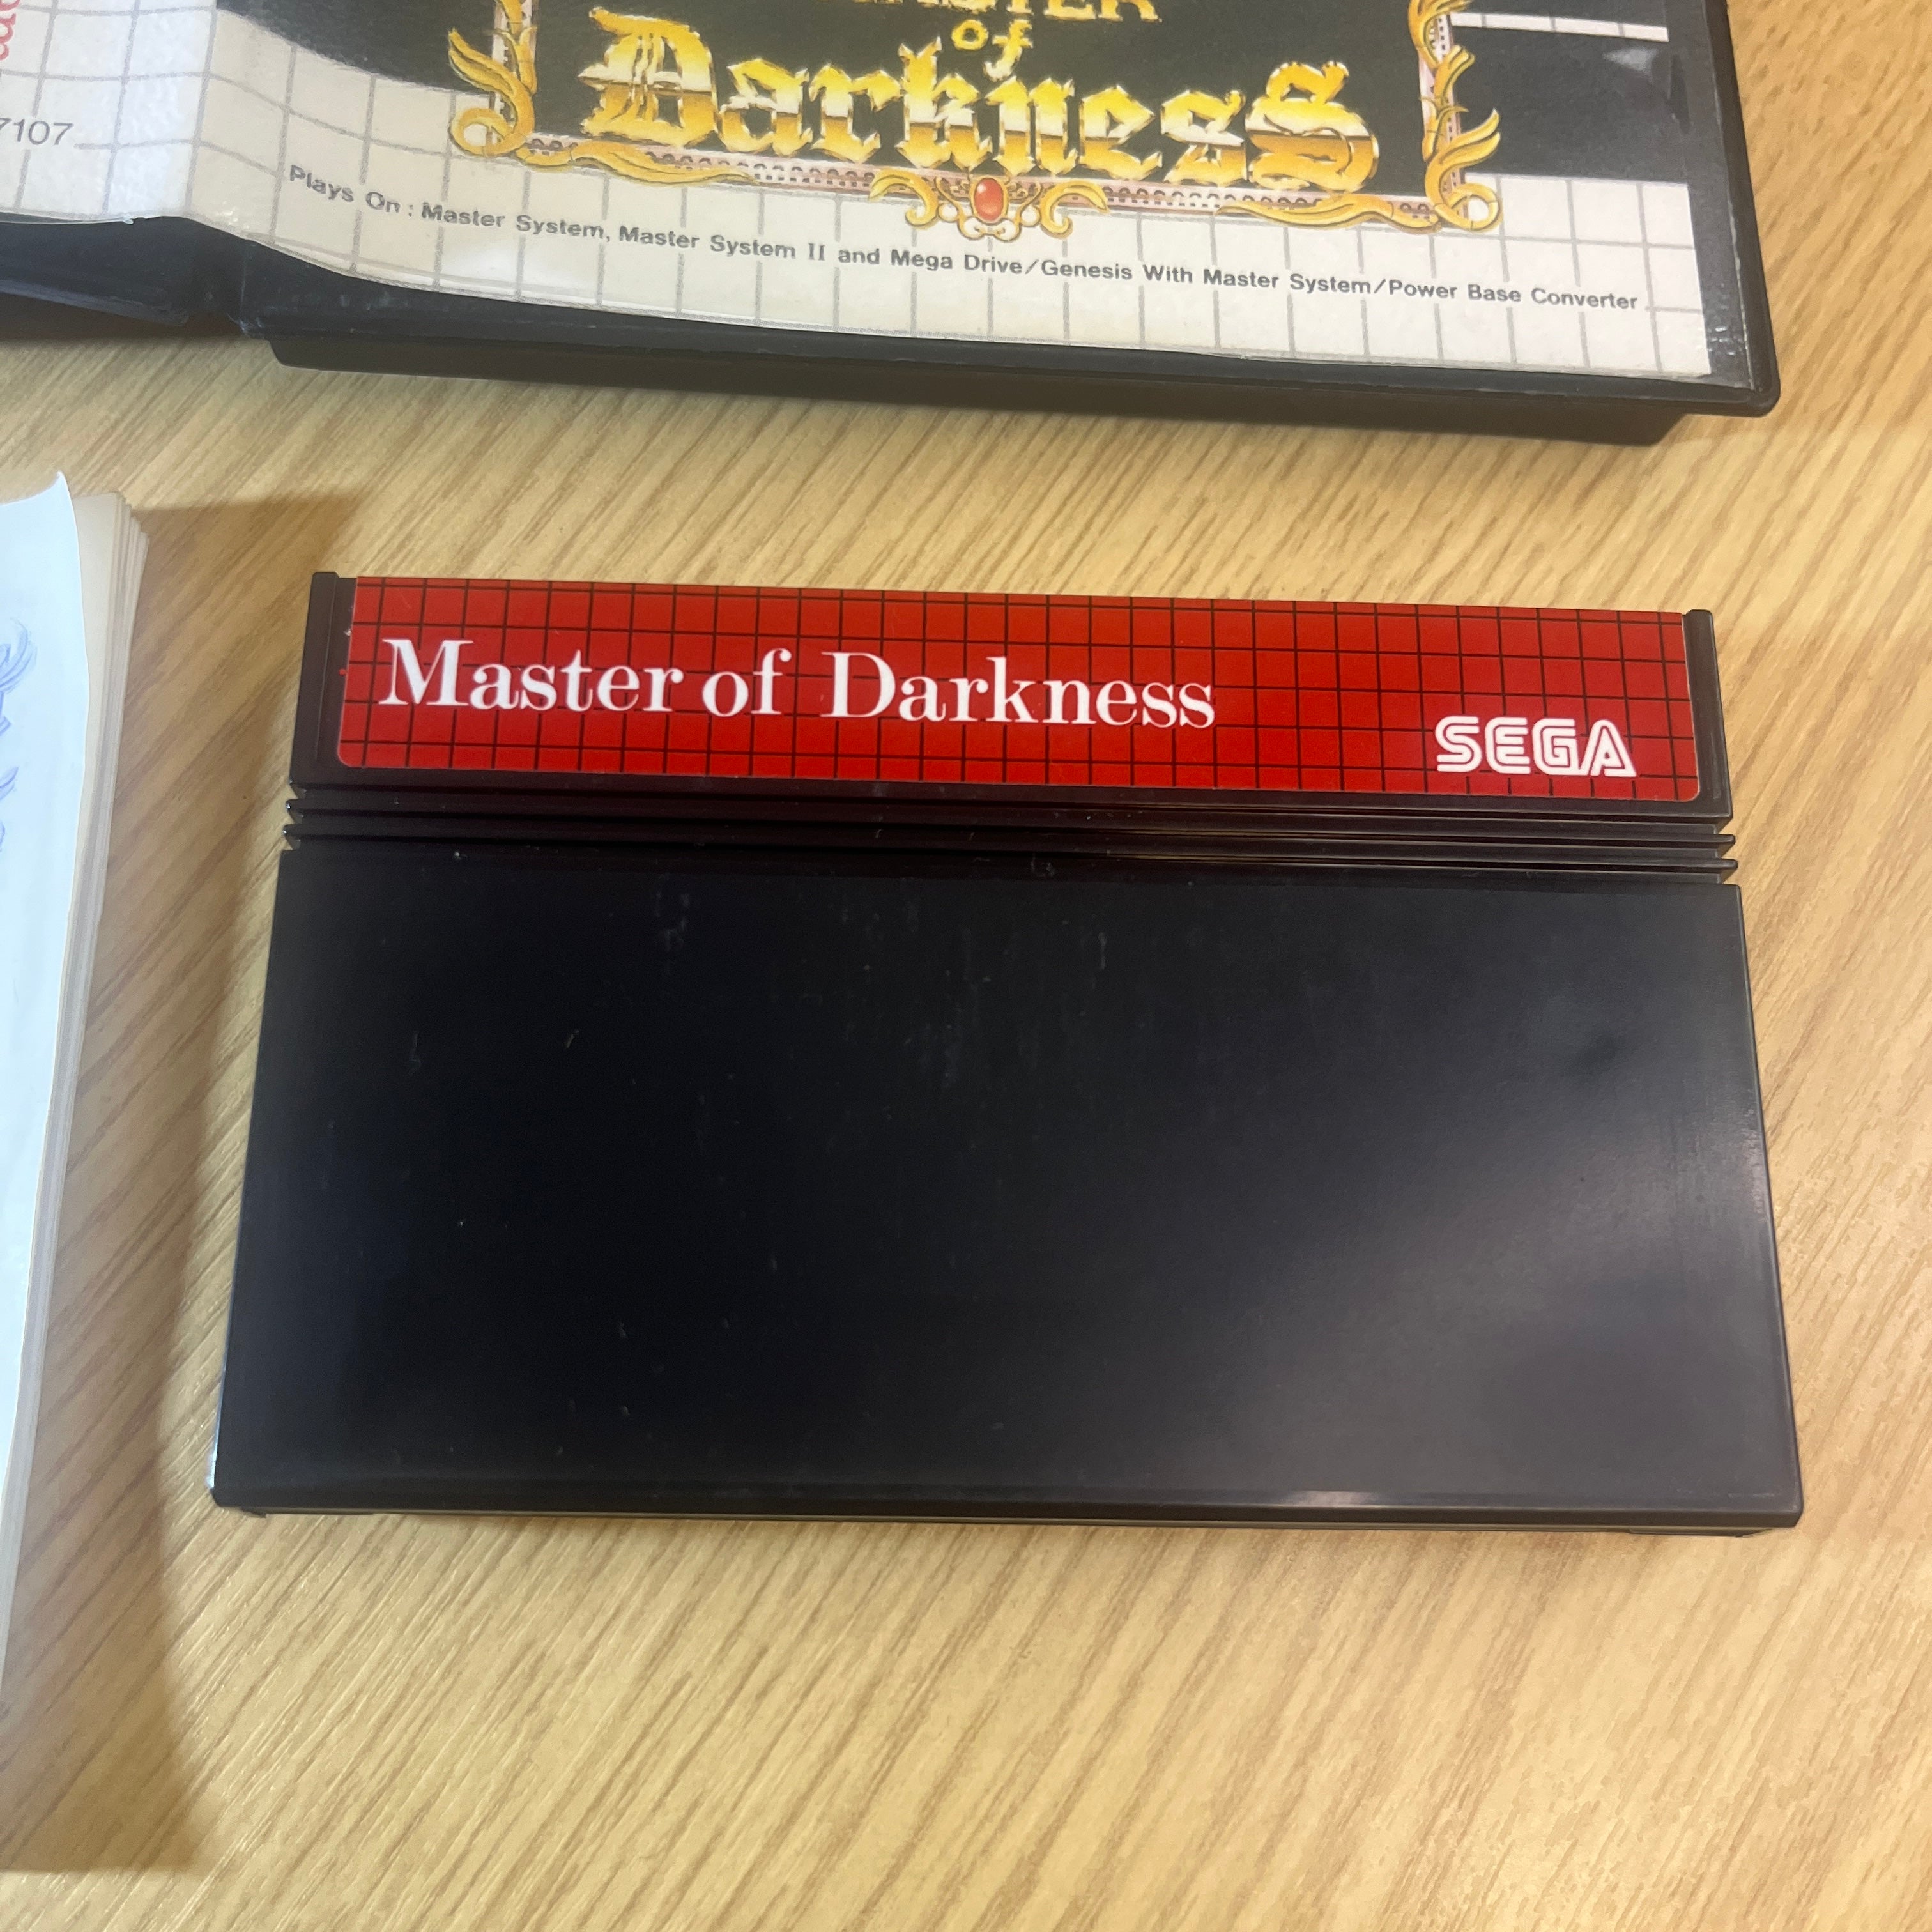 of
Darkness
7107
Plays On : Master System, Master System II and Mega Drive/Genesis With Master System/Power Base Converter
Master of Darkness
SEGA